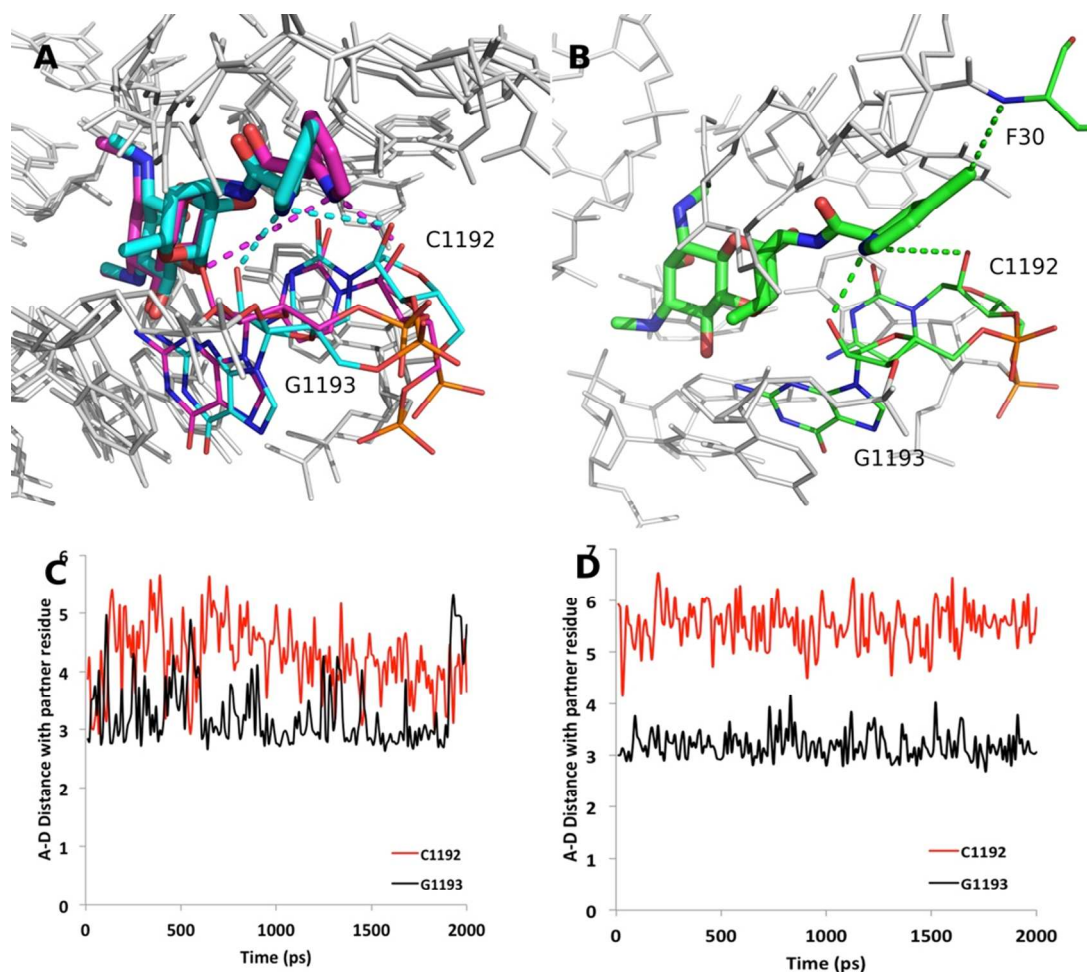 A
C1192
G1193
B
F30
C1192
G1193
C
A-D Distance with partner residue
6
5
4
3
2
1
0
0 500 1000 1500 2000
Time (ps)
C1192
G1193
D
A-D Distance with partner residue
7
6
5
4
3
2
1
0
0 500 1000 1500 2000
Time (ps)
C1192
G1193